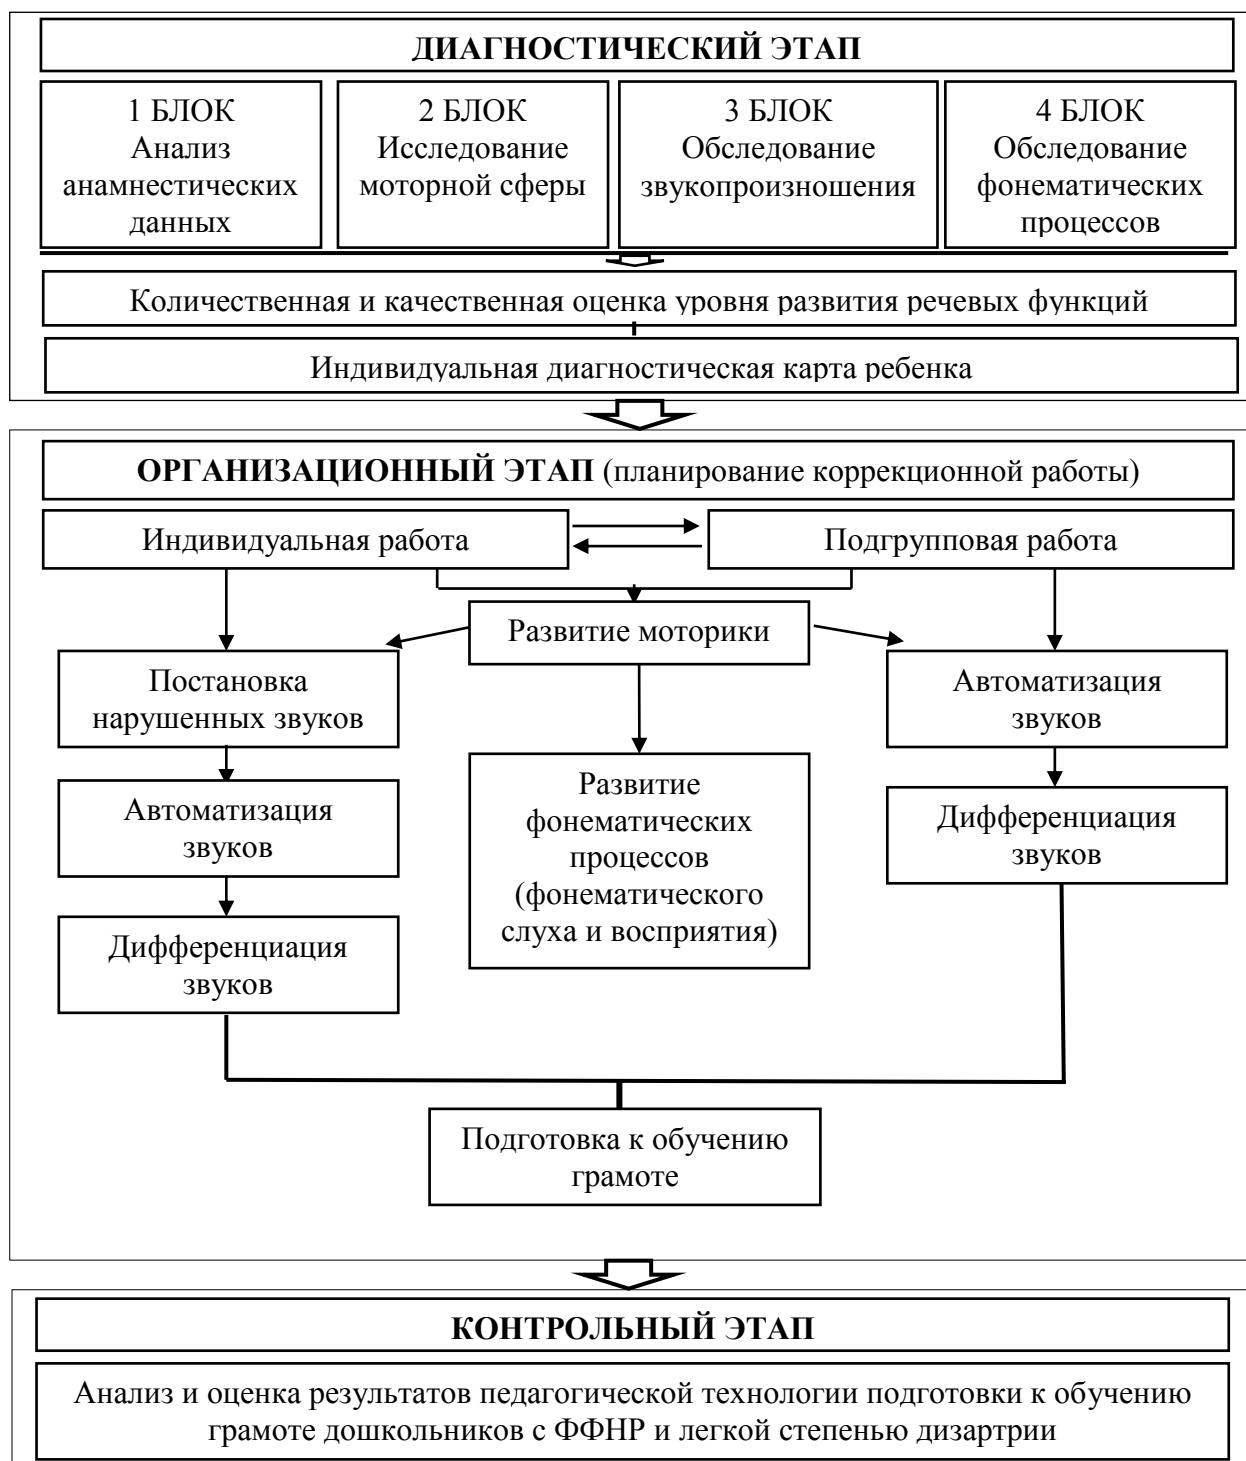 ДИАГНОСТИЧЕСКИЙ ЭТАП
1 БЛОК
Анализ
анамнестических
данных
2 БЛОК
Исследование
моторной сферы
3 БЛОК
Обследование
звукопроизношения
4 БЛОК
Обследование
фонематических
процессов
Количественная и качественная оценка уровня развития речевых функций
Индивидуальная диагностическая карта ребенка
ОРГАНИЗАЦИОННЫЙ ЭТАП (планирование коррекционной работы)
Индивидуальная работа
Подгрупповая работа
Развитие моторики
Постановка
нарушенных звуков
Автоматизация
звуков
Автоматизация
звуков
Развитие
фонематических
процессов
(фонематического
слуха и восприятия)
Дифференциация
звуков
Дифференциация
звуков
Подготовка к обучению
грамоте
КОНТРОЛЬНЫЙ ЭТАП
Анализ и оценка результатов педагогической технологии подготовки к обучению
грамоте дошкольников с ФФНР и легкой степенью дизартрии